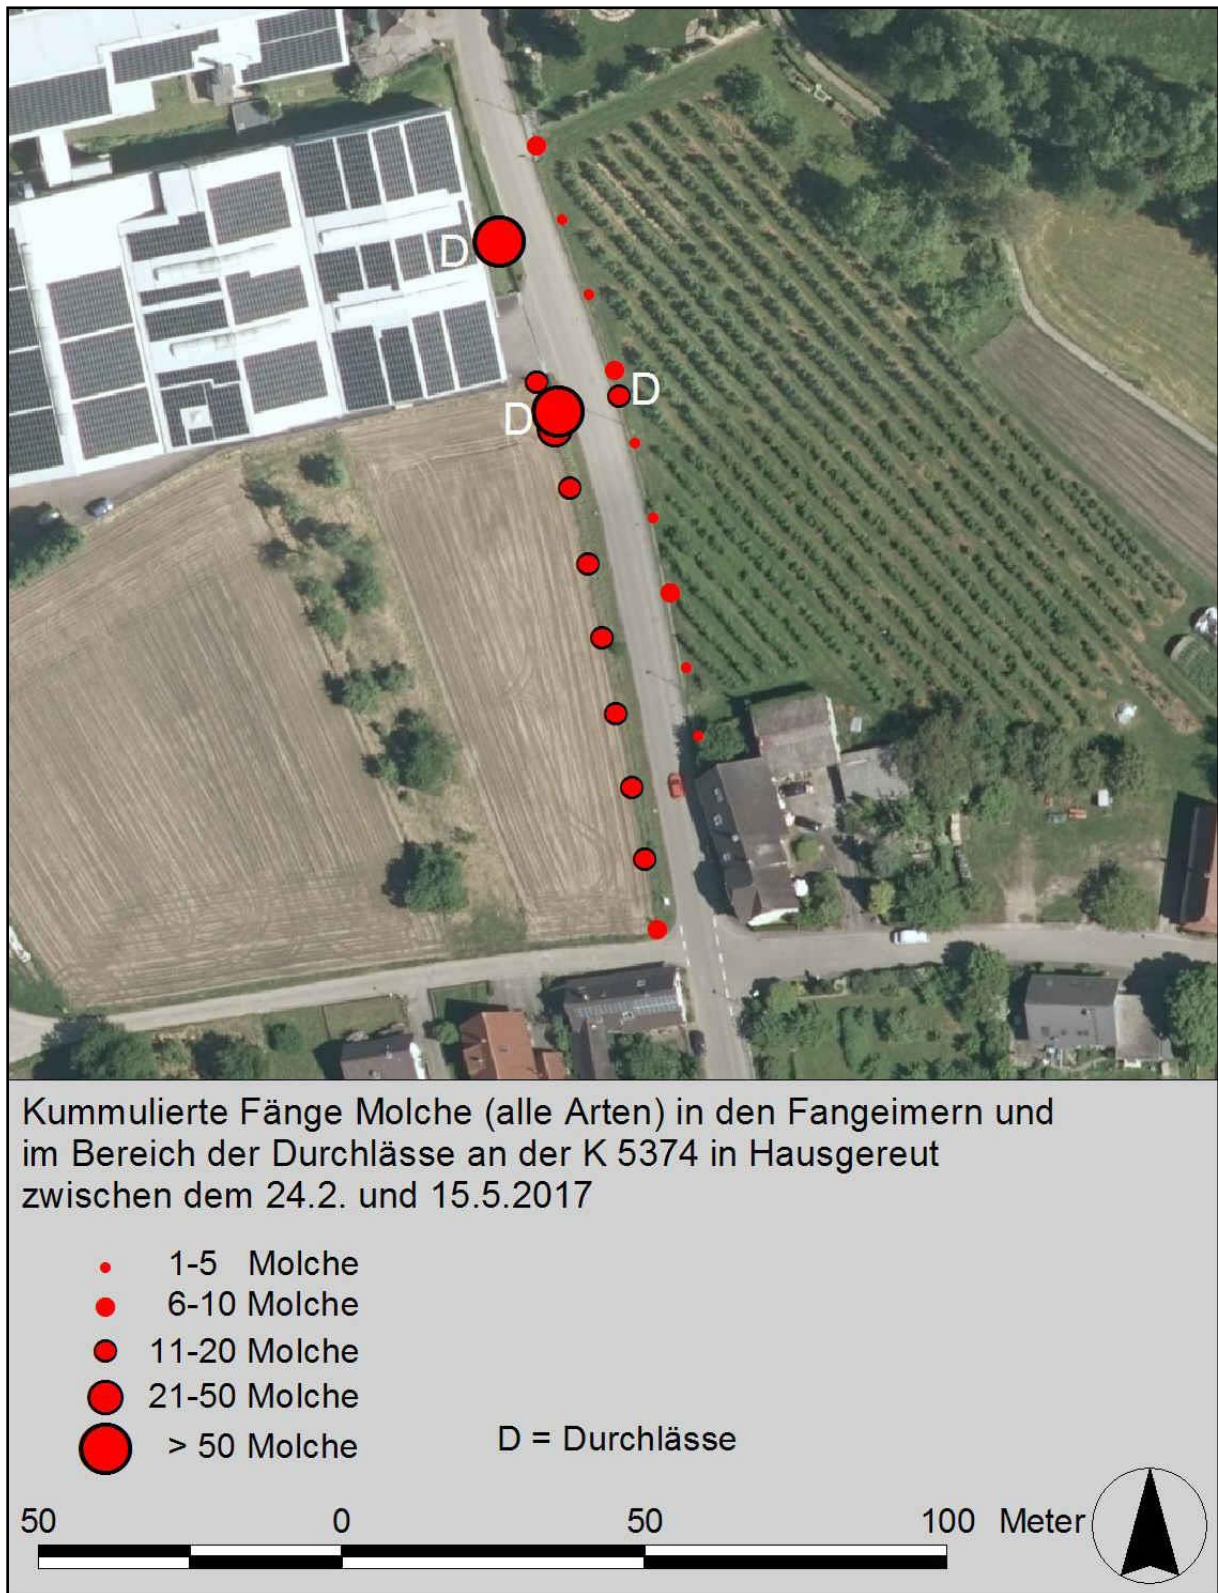 D
D
D
Kummulierte Fänge Molche (alle Arten) in den Fangeimern und
im Bereich der Durchlässe an der K 5374 in Hausgereut
zwischen dem 24.2. und 15.5.2017
1-5 Molche
6-10 Molche
11-20 Molche
21-50 Molche
> 50 Molche
D = Durchlässe
50 0 50 100 Meter